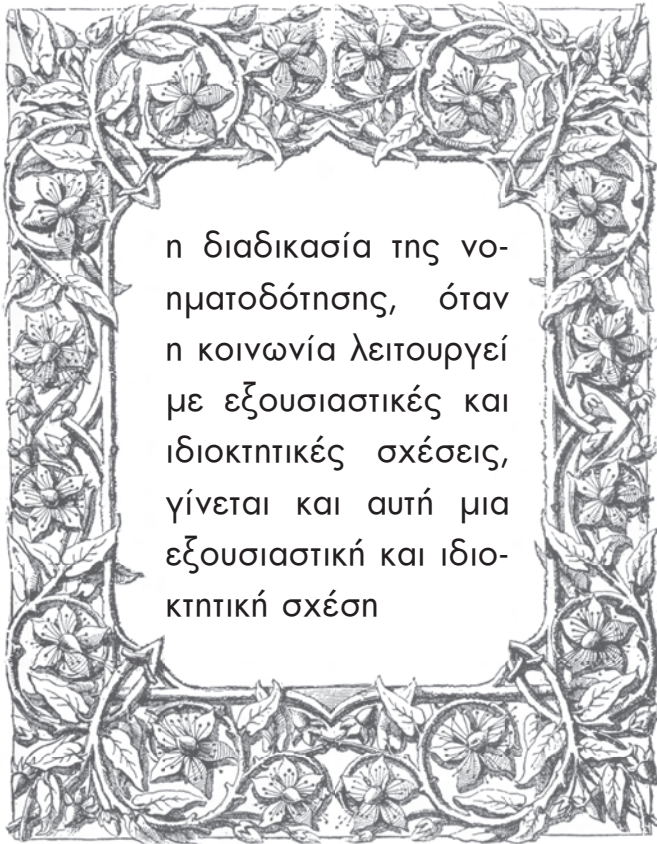 η διαδικασία της νο-
ηματοδότησης, όταν
η κοινωνία λειτουργεί
με εξουσιαστικές και
ιδιοκτητικές σχέσεις,
γίνεται και αυτή μια
εξουσιαστική και ιδιο-
κτητική σχέση